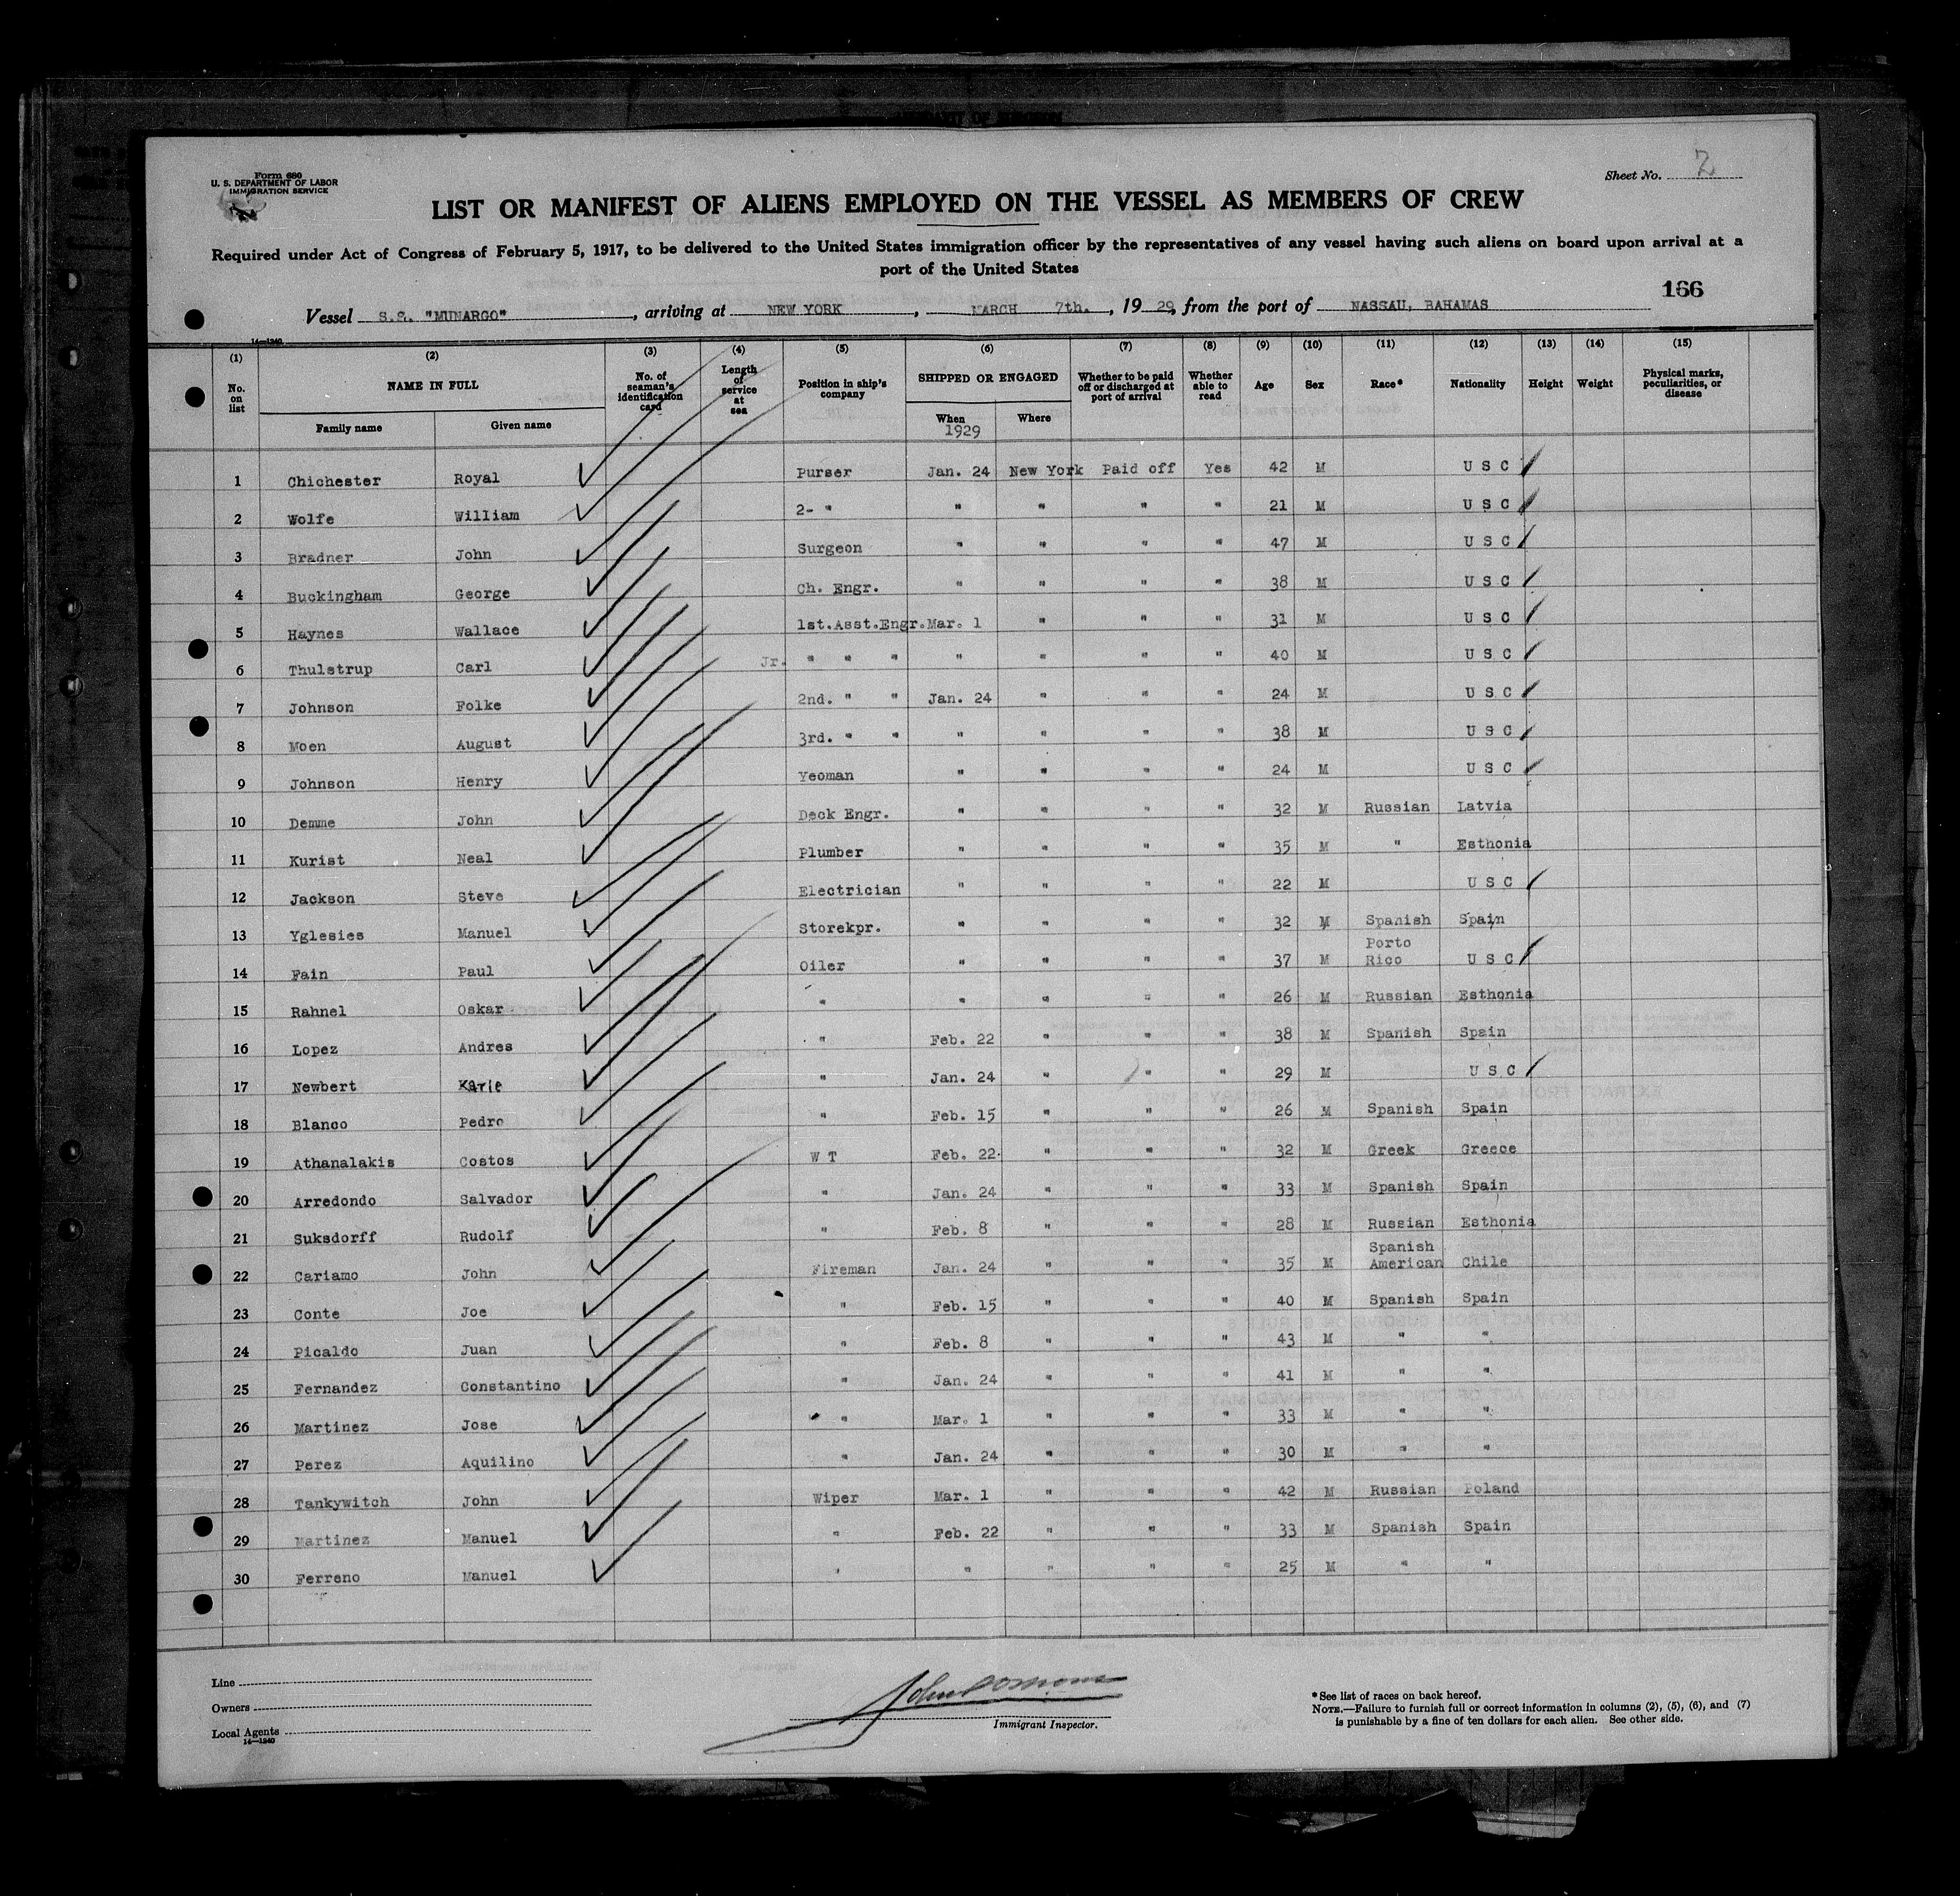 Form 680
U. S. DEPARTMENT OF LABOR
IMMIGRATION SERVICE
Sheet No. 2
LIST OR MANIFEST OF ALIENS EMPLOYED ON THE VESSEL AS MEMBERS OF CREW
Required under Act of Congress of February 5, 1917, to be delivered to the United States immigration officer by the representatives of any vessel having such aliens on board upon arrival at a
port of the United States
166
Vessel S.S. "MUNARGO", arriving at NEW YORK, MARCH 7th., 1929, from the port of NASSAU, BAHAMAS
14—1240
(1) (2) (3) (4) (5) (6) (7) (8) (9) (10) (11) (12) (13) (14) (15)
No. on list NAME IN FULL No. of seaman's identification card Length of service at sea Position in ship's company SHIPPED OR ENGAGED Whether to be paid off or discharged at port of arrival Whether able to read Age Sex Race* Nationality Height Weight Physical marks, peculiarities, or disease
Family name Given name When 1929 Where
1 Chichester Royal Purser Jan. 24 New York Paid off Yes 42 M U S C
2 Wolfe William 2- " " " " " 21 M U S C
3 Bradner John Surgeon " " " " 47 M U S C
4 Buckingham George Ch. Engr. " " " " 38 M U S C
5 Haynes Wallace 1st.Asst.Engr. Mar. 1 " " " 31 M U S C
6 Thulstrup Carl Jr. " " " " " " " 40 M U S C
7 Johnson Folke 2nd. " " Jan. 24 " " " 24 M U S C
8 Moen August 3rd. " " " " " " 38 M U S C
9 Johnson Henry Yeoman " " " " 24 M U S C
10 Demme John Deck Engr. " " " " 32 M Russian Latvia
11 Kurist Neal Plumber " " " " 35 M " Esthonia
12 Jackson Steve Electrician " " " " 22 M U S C
13 Yglesies Manuel Storekpr. " " " " 32 M Spanish Spain
14 Fain Paul Oiler " " " " 37 M Porto Rico U S C
15 Rahnel Oskar " " " " " 26 M Russian Esthonia
16 Lopez Andres " Feb. 22 " " " 38 M Spanish Spain
17 Newbert " Jan. 24 " " " 29 M U S C
18 Blanco Pedro " Feb. 15 " " " 26 M Spanish Spain
19 Athanalakis Costos W T Feb. 22 " " " 32 M Greek Greece
20 Arredondo Salvador " Jan. 24 " " " 33 M Spanish Spain
21 Suksdorff Rudolf " Feb. 8 " " " 28 M Russian Esthonia
22 Cariamo John Fireman Jan. 24 " " " 35 M Spanish American Chile
23 Conte Joe " Feb. 15 " " " 40 M Spanish Spain
24 Picaldo Juan " Feb. 8 " " " 43 M " "
25 Fernandez Constantino " Jan. 24 " " " 41 M " "
26 Martinez Jose " Mar. 1 " " " 33 M " "
27 Perez Aquilino " Jan. 24 " " " 30 M " "
28 Tankywitch John Wiper Mar. 1 " " " 42 M Russian Poland
29 Martinez Manuel " Feb. 22 " " " 33 M Spanish Spain
30 Ferreno Manuel " " " " " 25 M " "
Line
Owners
Local Agents
14—1240
Immigrant Inspector.
*See list of races on back hereof.
NOTE.—Failure to furnish full or correct information in columns (2), (5), (6), and (7)
is punishable by a fine of ten dollars for each alien. See other side.